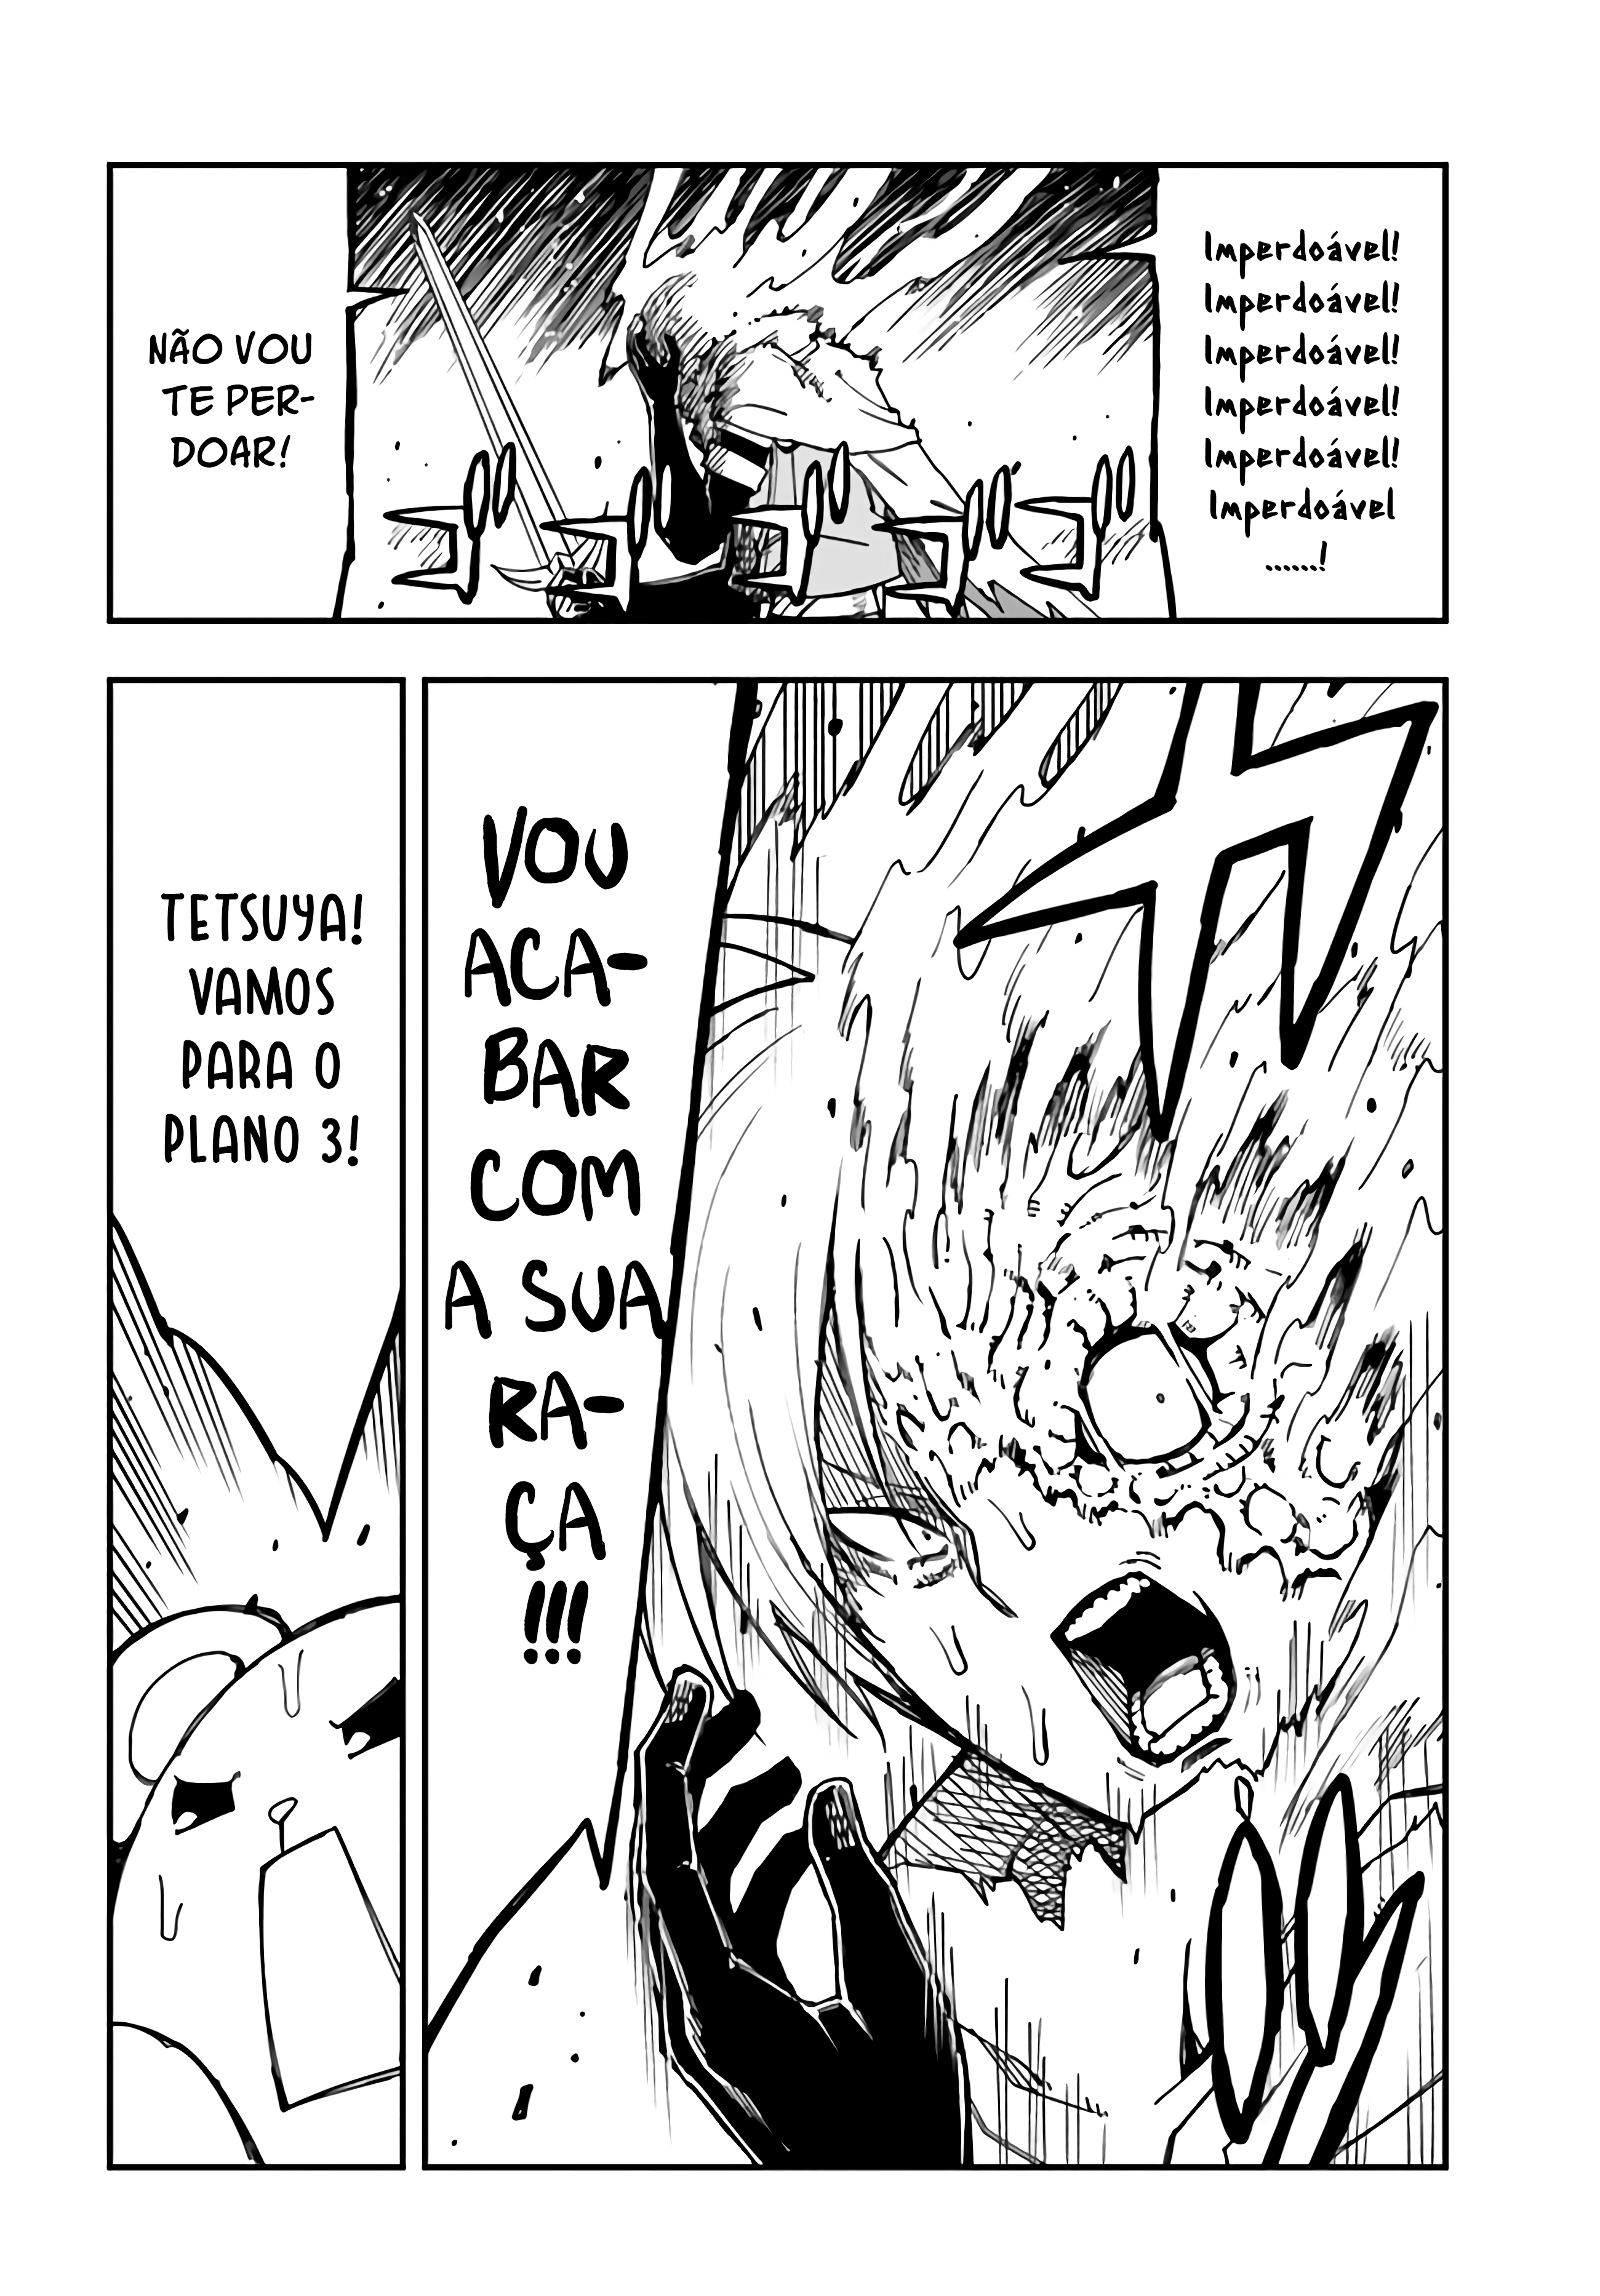 Imperdoável!
Imperdoável!
Imperdoável!
Imperdoável!
Imperdoável!
Imperdoável
.......!
NÃO VOU
TE PER-
DOAR!
VOU
ACA-
BAR
COM
A SUA
RA-
ÇA
!!!
TETSUYA!
VAMOS
PARA O
PLANO 3!